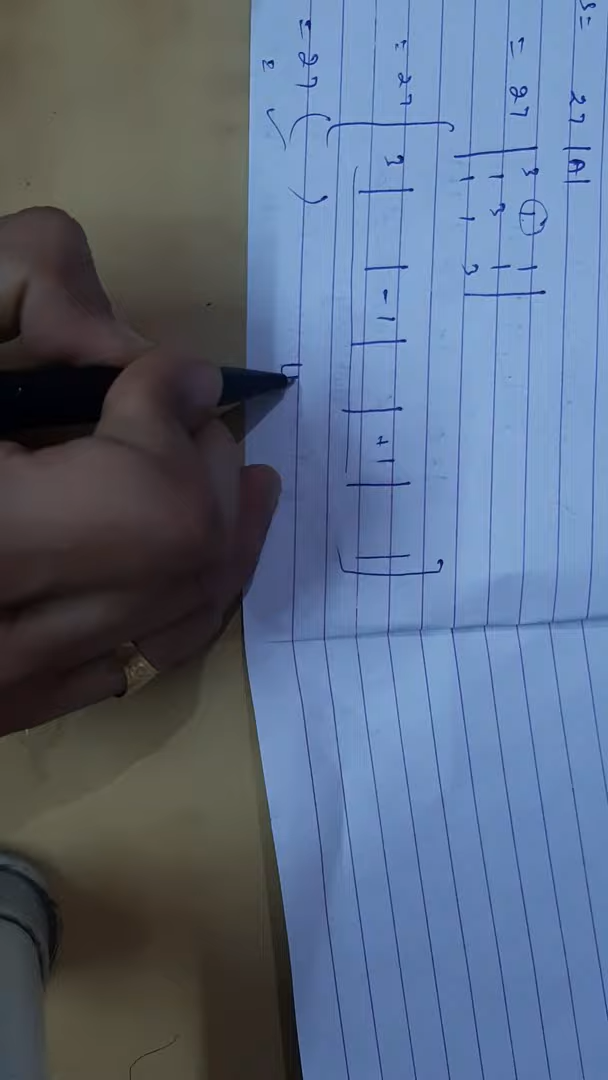 = 27 |A|
= 27 | 3 1 1
1 3 1
1 1 3 |
= 27 [ 3 | | -1 | | +1 | | ]
= 27 ( )